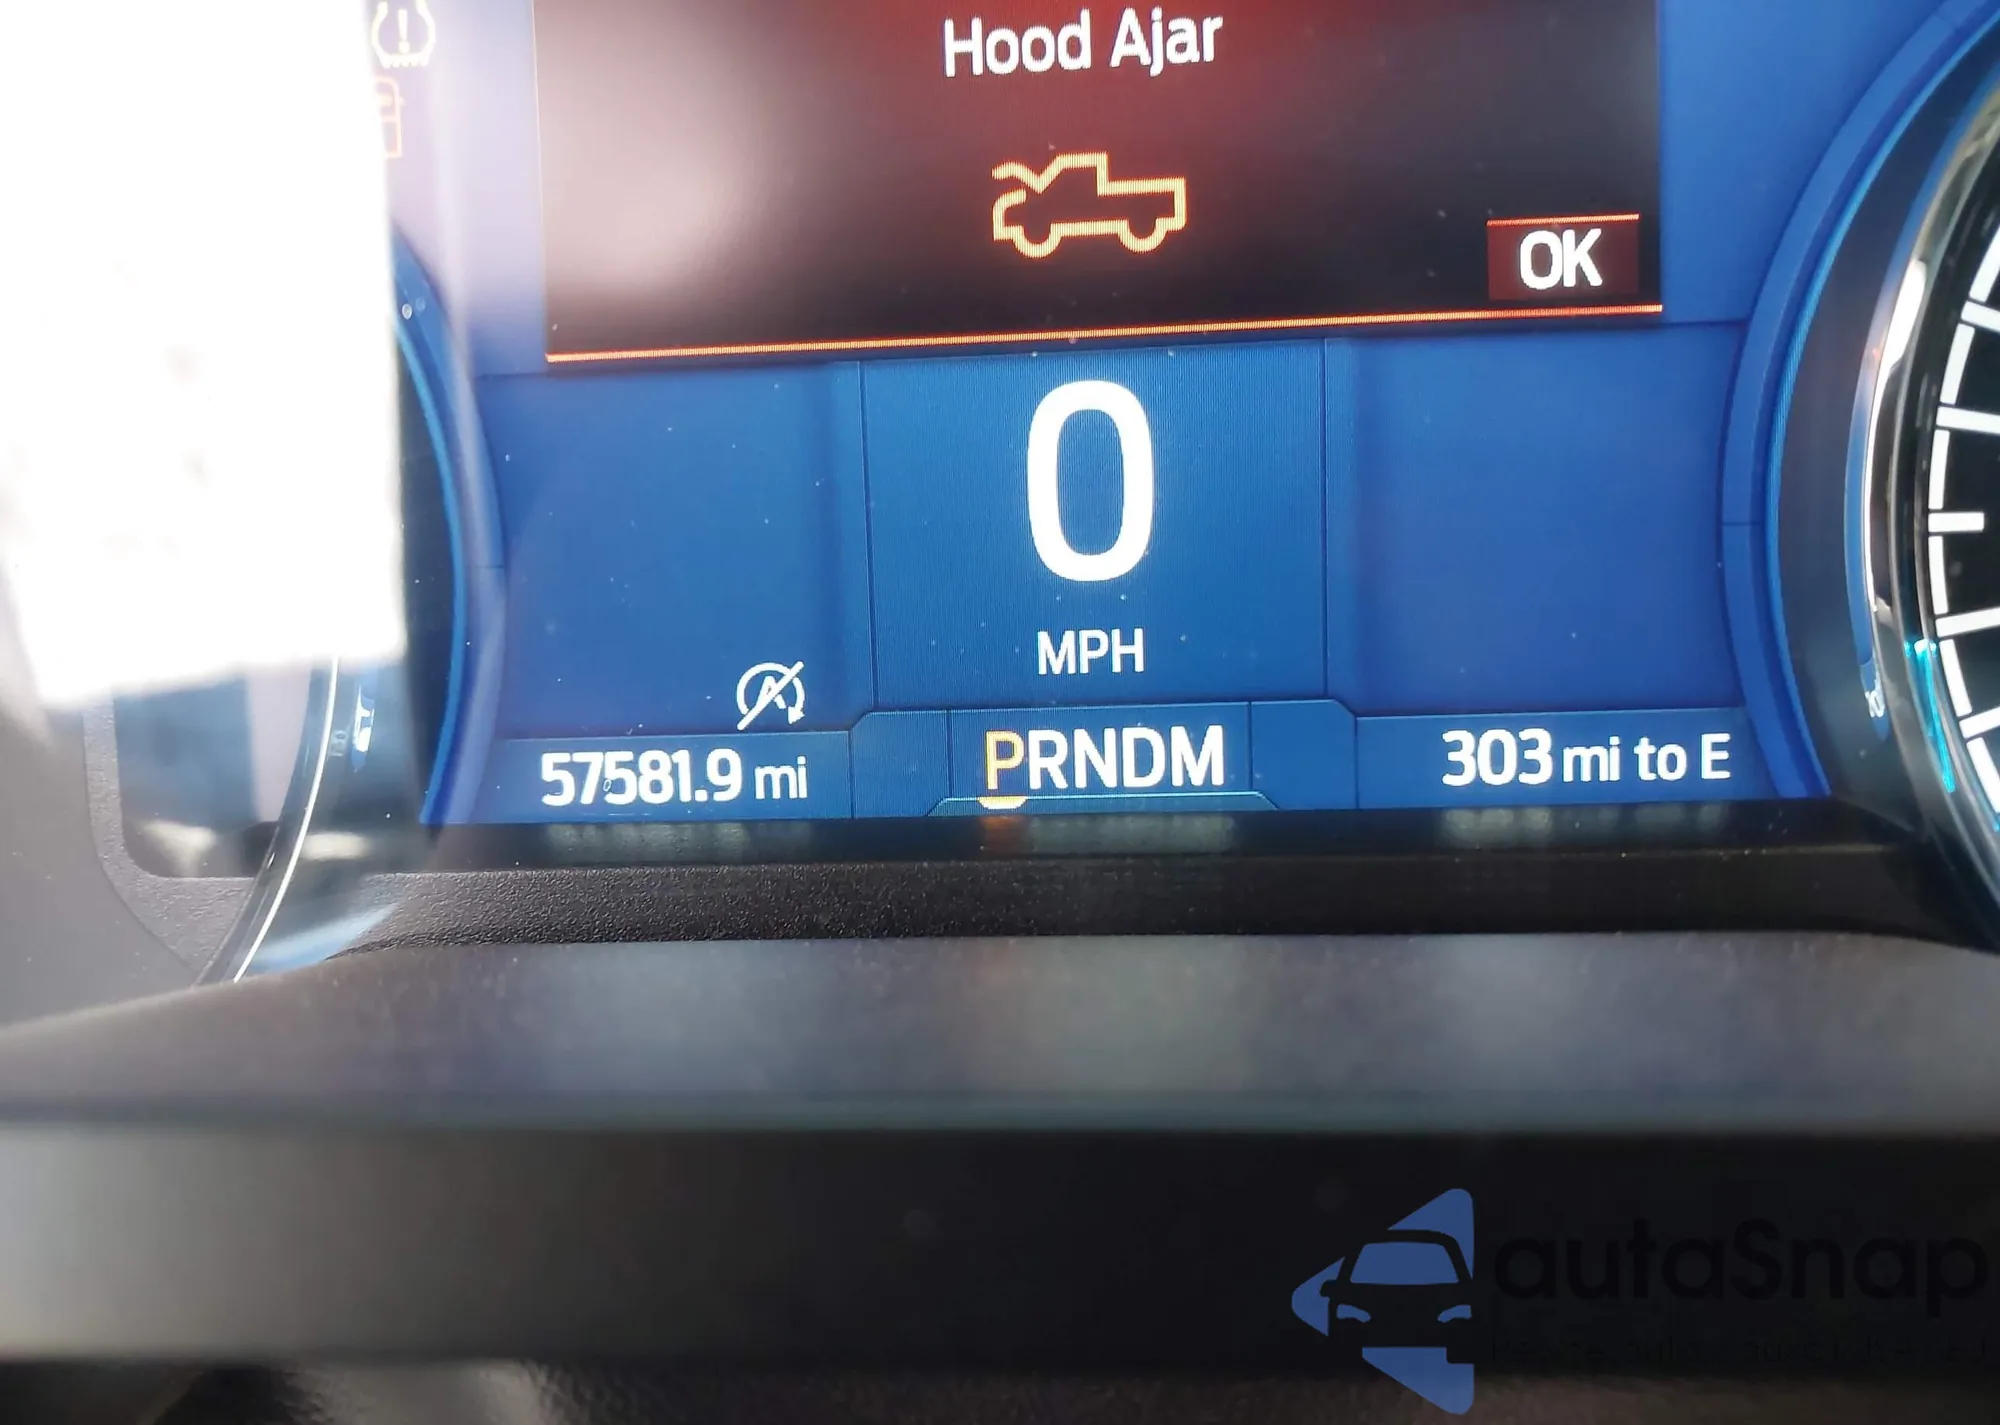 Hood Ajar
OK
0
MPH
57581.9 mi
PRNDM
303 mi to E
autoSnap